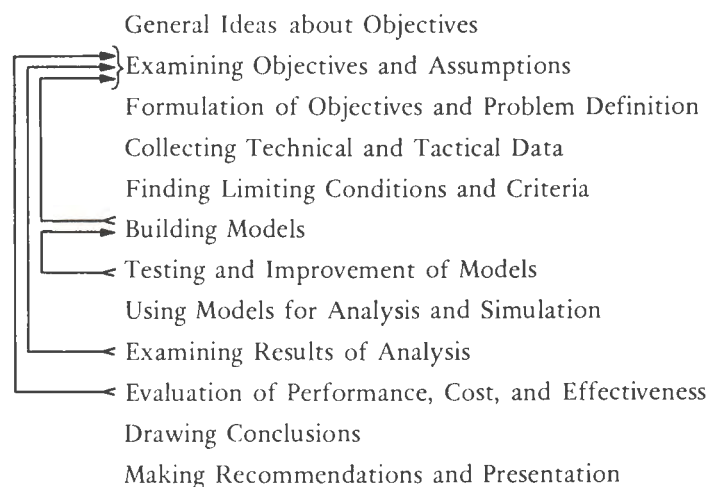 General Ideas about Objectives
Examining Objectives and Assumptions
Formulation of Objectives and Problem Definition
Collecting Technical and Tactical Data
Finding Limiting Conditions and Criteria
Building Models
Testing and Improvement of Models
Using Models for Analysis and Simulation
Examining Results of Analysis
Evaluation of Performance, Cost, and Effectiveness
Drawing Conclusions
Making Recommendations and Presentation